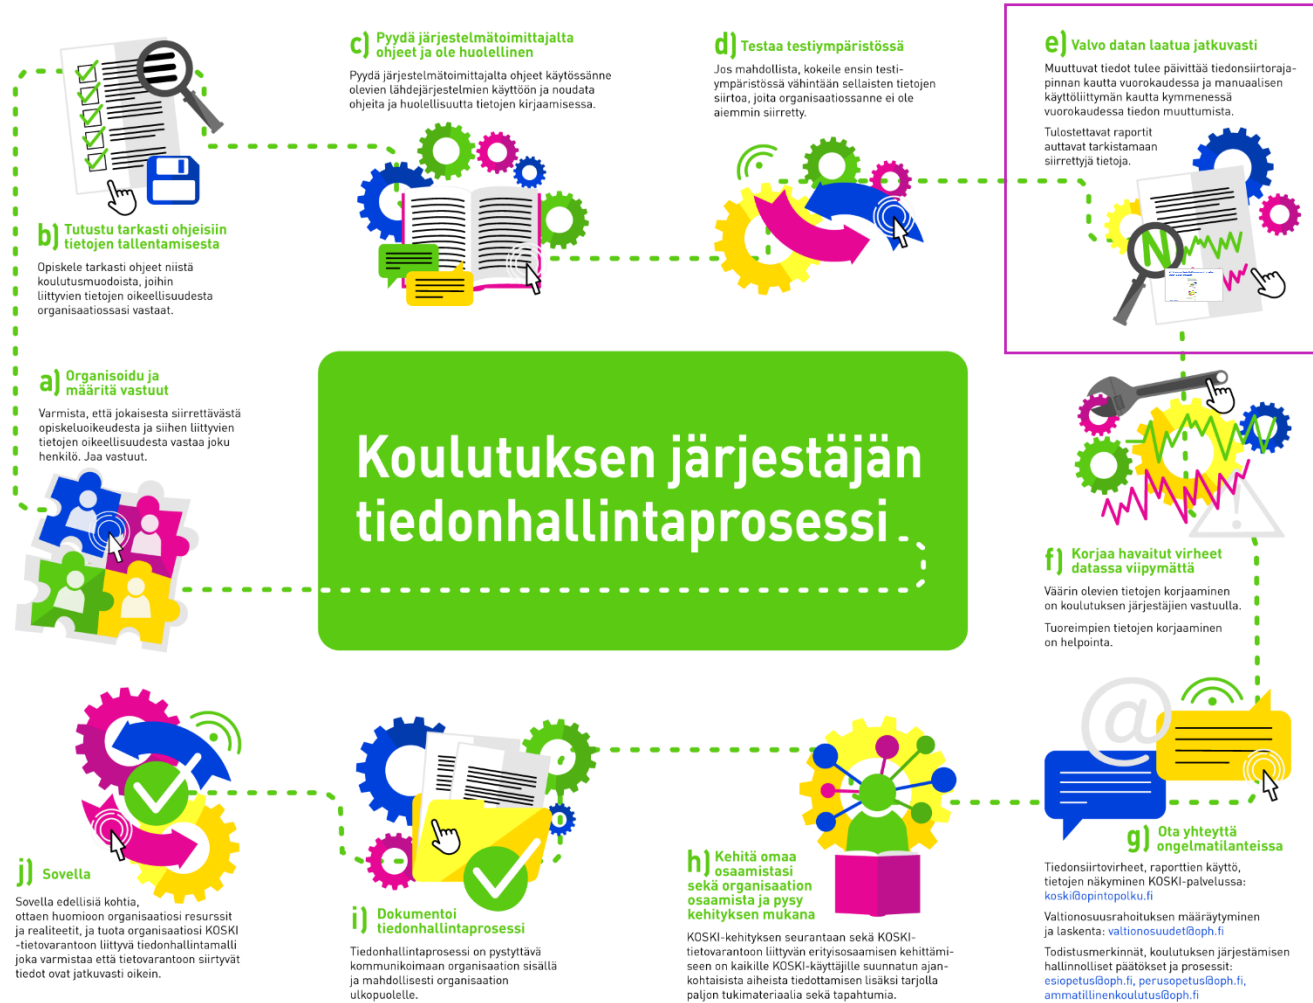 Koulutuksen järjestäjän
tiedonhallintaprosessi
a) Organisoidu ja
määritä vastuut
Varmista, että jokaisesta siirrettävästä
opiskeluoikeudesta ja siihen liittyvien
tietojen oikeellisuudesta vastaa joku
henkilö. Jaa vastuut.
b) Tutustu tarkasti ohjeisiin
tietojen tallentamisesta
Opiskele tarkasti ohjeet niistä
koulutusmuodoista, joihin
liittyvien tietojen oikeellisuudesta
organisaatiossasi vastaat.
c) Pyydä järjestelmätoimittajalta
ohjeet ja ole huolellinen
Pyydä järjestelmätoimittajalta ohjeet käytössänne
olevien lähdejärjestelmien käyttöön ja noudata
ohjeita ja huolellisuutta tietojen kirjaamisessa.
d) Testaa testiympäristössä
Jos mahdollista, kokeile ensin testi-
ympäristössä vähintään sellaisten tietojen
siirtoa, joita organisaatiossanne ei ole
aiemmin siirretty.
e) Valvo datan laatua jatkuvasti
Muuttuvat tiedot tulee päivittää tiedonsiirtoraja-
pinnan kautta vuorokaudessa ja manuaalisen
käyttöliittymän kautta kymmenessä
vuorokaudessa tiedon muuttumista.
Tulostettavat raportit
auttavat tarkistamaan
siirrettyjä tietoja.
N
f) Korjaa havaitut virheet
datassa viipymättä
Väärin olevien tietojen korjaaminen
on koulutuksen järjestäjien vastuulla.
Tuoreimpien tietojen korjaaminen
on helpointa.
@
g) Ota yhteyttä
ongelmatilanteissa
Tiedonsiirtovirheet, raporttien käyttö,
tietojen näkyminen KOSKI-palvelussa:
koski@opintopolku.fi
Valtionosuusrahoituksen määräytyminen
ja laskenta: valtionosuudet@oph.fi
Todistusmerkinnät, koulutuksen järjestämisen
hallinnolliset päätökset ja prosessit:
esiopetus@oph.fi, perusopetus@oph.fi,
ammatillinenkoulutus@oph.fi
h) Kehitä omaa
osaamistasi
sekä organisaation
osaamista ja pysy
kehityksen mukana
KOSKI-kehityksen seurantaan sekä KOSKI-
tietovarantoon liittyvän erityisosaamisen kehittämi-
seen on kaikille KOSKI-käyttäjille suunnatun ajan-
kohtaisista aiheista tiedottamisen lisäksi tarjolla
paljon tukimateriaalia sekä tapahtumia.
i) Dokumentoi
tiedonhallintaprosessi
Tiedonhallintaprosessi on pystyttävä
kommunikoimaan organisaation sisällä
ja mahdollisesti organisaation
ulkopuolelle.
j) Sovella
Sovella edellisiä kohtia,
ottaen huomioon organisaatiosi resurssit
ja realiteetit, ja tuota organisaatiosi KOSKI
-tietovarantoon liittyvä tiedonhallintamalli
joka varmistaa että tietovarantoon siirtyvät
tiedot ovat jatkuvasti oikein.